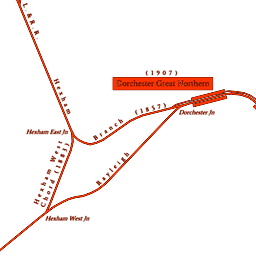 L&R R
Hexham
(1907)
Dorchester Great Northern
Branch (1857)
Dorchester Jn
Hexham East Jn
Hexham West
Chord (1885)
Rayleigh
Hexham West Jn